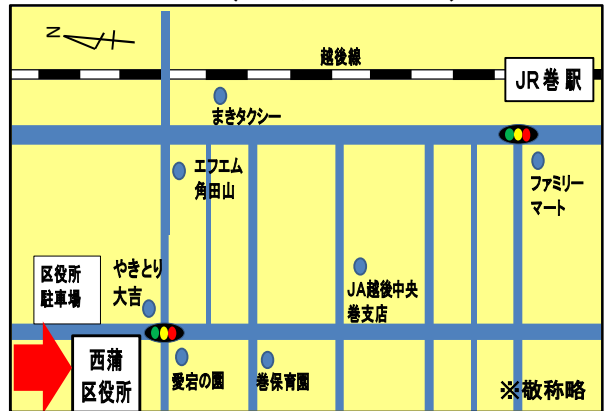 N
越後線
JR巻駅
まきタクシー
エフエム
角田山
ファミリー
マート
区役所
駐車場
やきとり
大吉
JA越後中央
巻支店
西蒲
区役所
愛宕の園
巻保育園
※敬称略